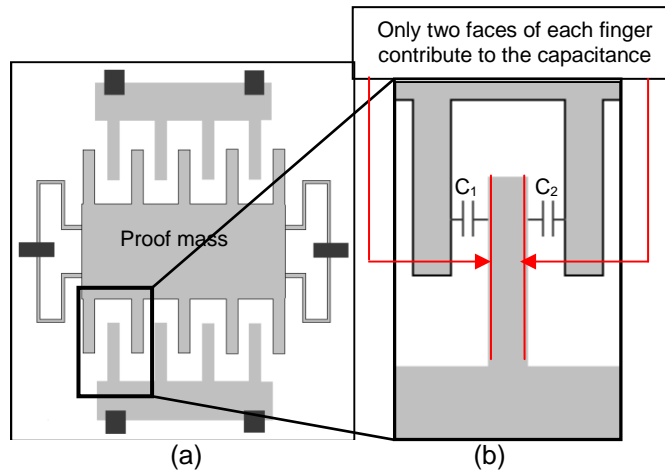 Only two faces of each finger
contribute to the capacitance
Proof mass
C₁
C₂
(a)
(b)